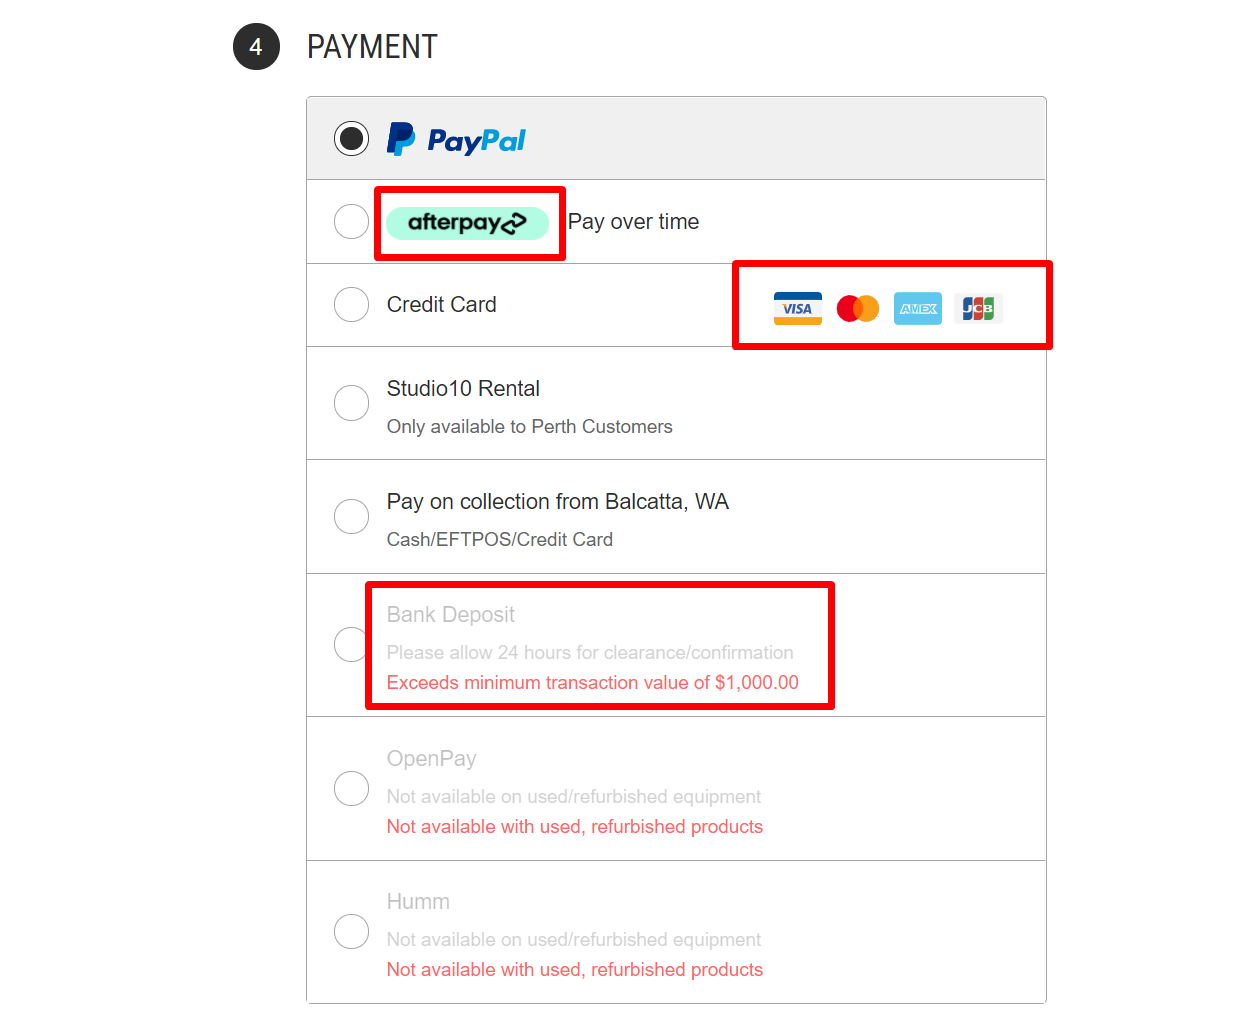 4 PAYMENT
PayPal
afterpay Pay over time
Credit Card VISA AMEX JCB
Studio10 Rental
Only available to Perth Customers
Pay on collection from Balcatta, WA
Cash/EFTPOS/Credit Card
Bank Deposit
Please allow 24 hours for clearance/confirmation
Exceeds minimum transaction value of $1,000.00
OpenPay
Not available on used/refurbished equipment
Not available with used, refurbished products
Humm
Not available on used/refurbished equipment
Not available with used, refurbished products